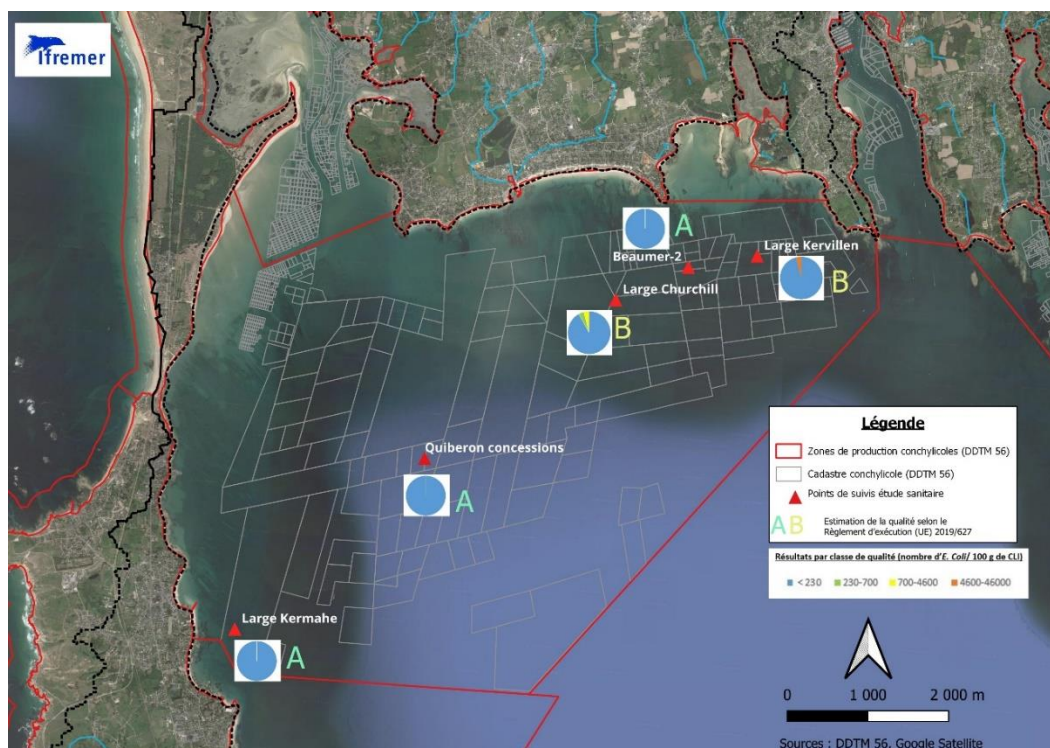 Ifremer
A
Beaumer-2
Large Kervillen
B
Large Churchill
B
Quiberon concessions
A
Large Kermahe
A
Légende
Zones de production conchylicoles (DDTM 56)
Cadastre conchylicole (DDTM 56)
Points de suivis étude sanitaire
A B
Estimation de la qualité selon le
Règlement d'exécution (UE) 2019/627
Résultats par classe de qualité (nombre d'E. Coli/ 100 g de CLI)
< 230 230-700 700-4600 4600-46000
0 1 000 2 000 m
Sources : DDTM 56, Google Satellite